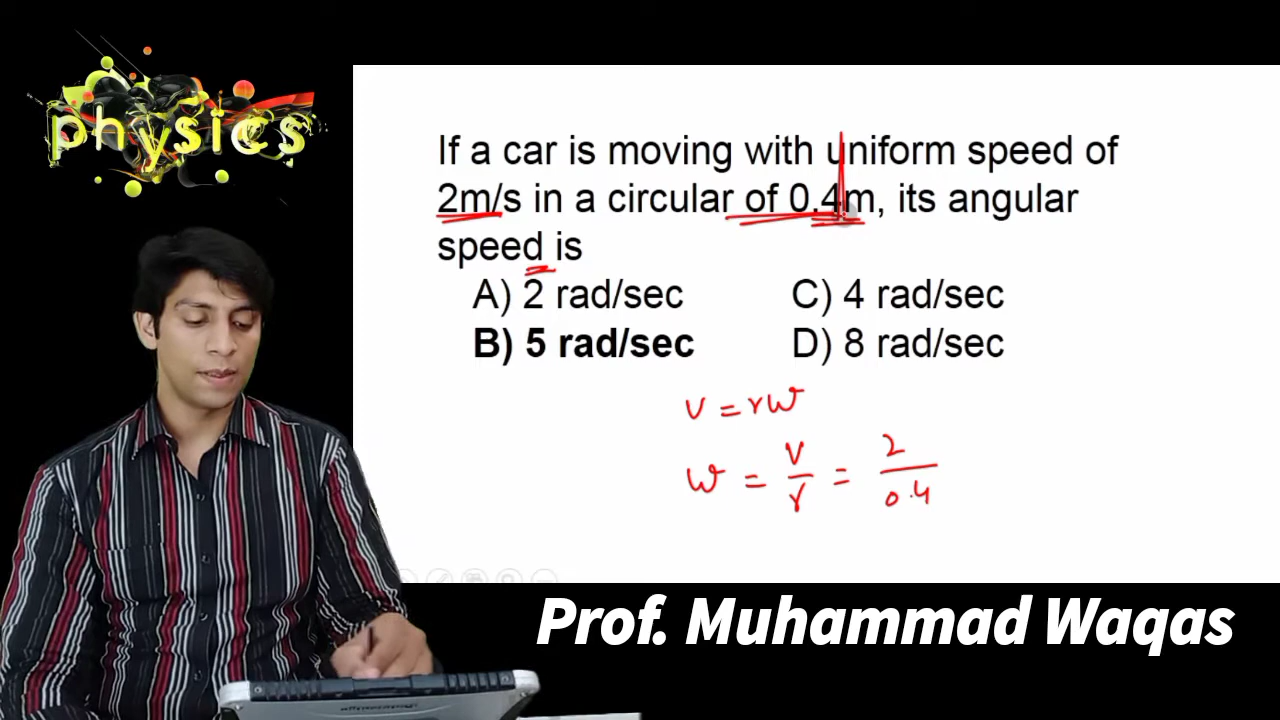 physics
If a car is moving with uniform speed of
2m/s in a circular of 0.4m, its angular
speed is
A) 2 rad/sec C) 4 rad/sec
B) 5 rad/sec D) 8 rad/sec
v = rw
w = v/r = 2/0.4
Prof. Muhammad Waqas